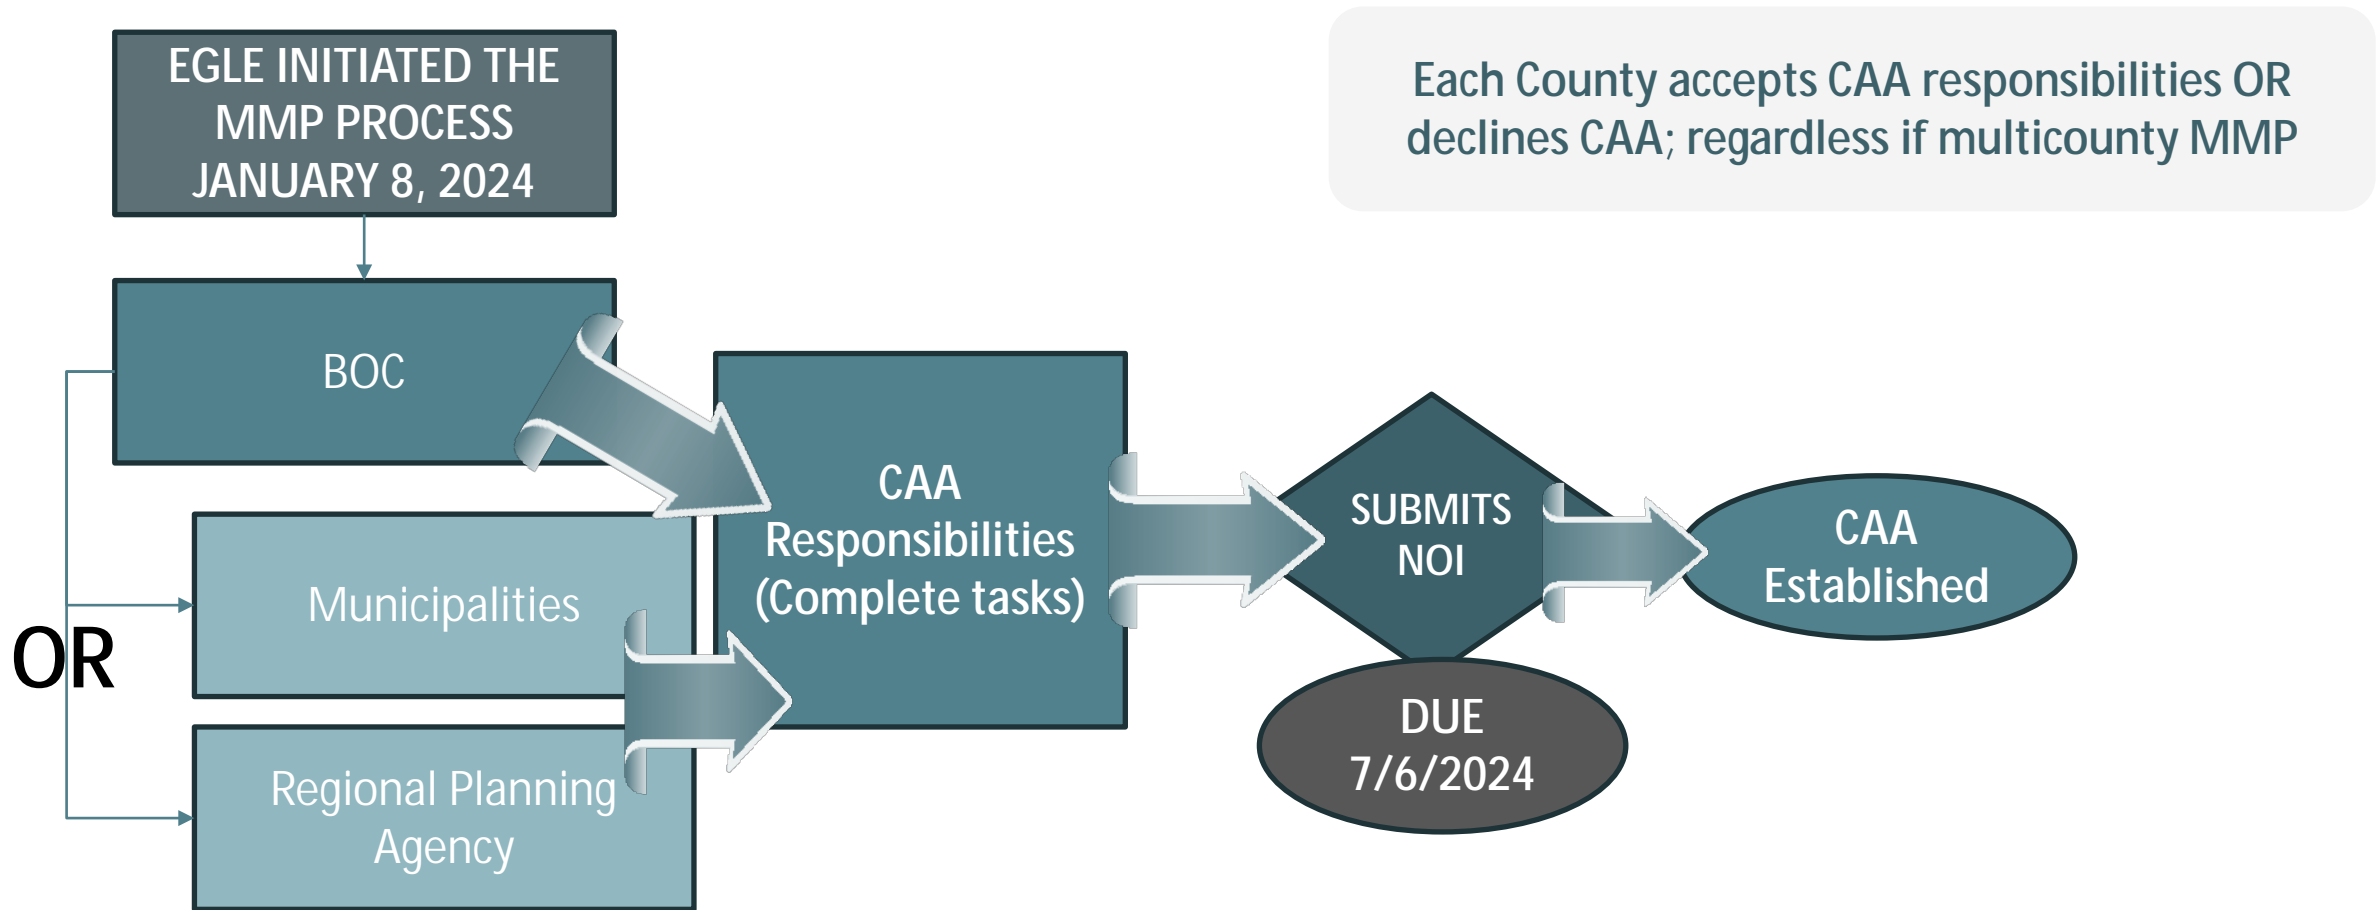 EGLE INITIATED THE
MMP PROCESS
JANUARY 8, 2024
Each County accepts CAA responsibilities OR
declines CAA; regardless if multicounty MMP
BOC
Municipalities
OR
Regional Planning
Agency
CAA
Responsibilities
(Complete tasks)
SUBMITS
NOI
DUE
7/6/2024
CAA
Established